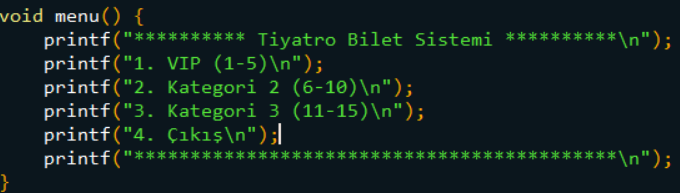 void menu() {
    printf("********** Tiyatro Bilet Sistemi **********\n");
    printf("1. VIP (1-5)\n");
    printf("2. Kategori 2 (6-10)\n");
    printf("3. Kategori 3 (11-15)\n");
    printf("4. Çıkış\n");
    printf("*******************************************\n");
}